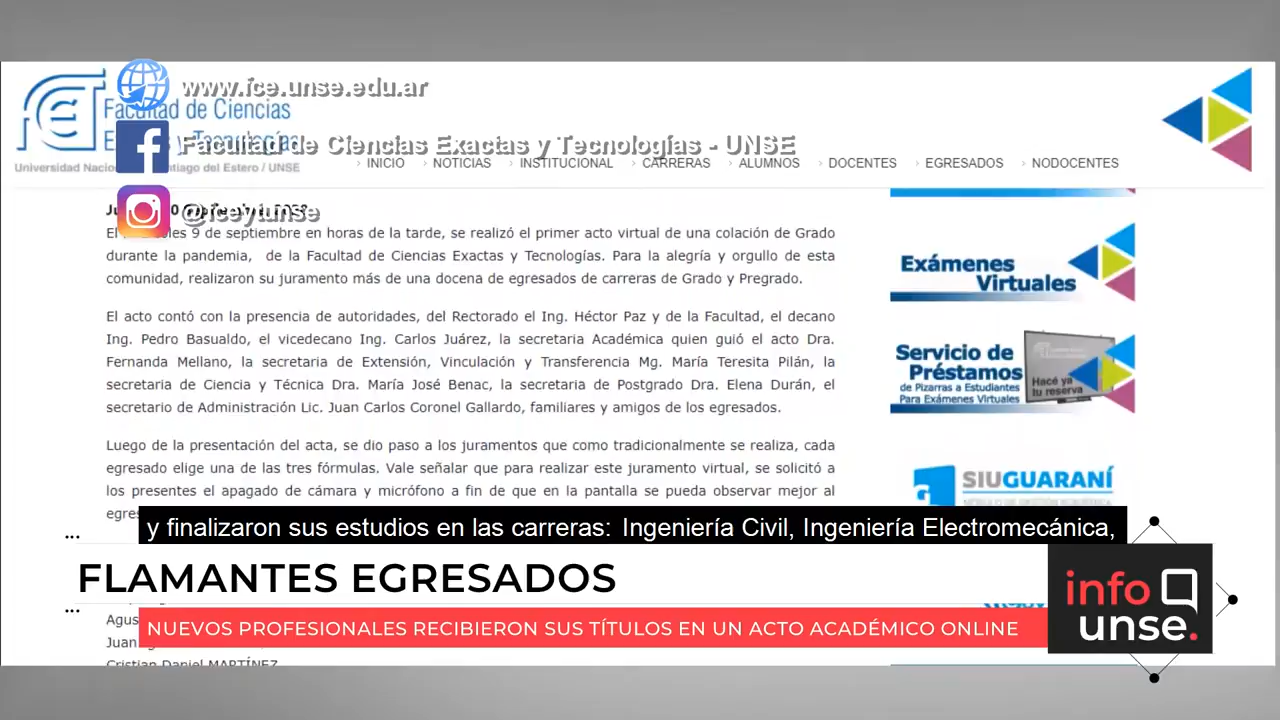 www.fce.unse.edu.ar
Facultad de Ciencias
Facultad de Ciencias Exactas y Tecnologías - UNSE
INICIO NOTICIAS INSTITUCIONAL CARRERAS ALUMNOS DOCENTES EGRESADOS NODOCENTES
@fceytunse
9 de septiembre en horas de la tarde, se realizó el primer acto virtual de una colación de Grado
durante la pandemia, de la Facultad de Ciencias Exactas y Tecnologías. Para la alegría y orgullo de esta
comunidad, realizaron su juramento más de una docena de egresados de carreras de Grado y Pregrado.
El acto contó con la presencia de autoridades, del Rectorado el Ing. Héctor Paz y de la Facultad, el decano
Ing. Pedro Basualdo, el vicedecano Ing. Carlos Juárez, la secretaria Académica quien guió el acto Dra.
Fernanda Mellano, la secretaria de Extensión, Vinculación y Transferencia Mg. María Teresita Pilán, la
secretaria de Ciencia y Técnica Dra. María José Benac, la secretaria de Postgrado Dra. Elena Durán, el
secretario de Administración Lic. Juan Carlos Coronel Gallardo, familiares y amigos de los egresados.
Luego de la presentación del acta, se dio paso a los juramentos que como tradicionalmente se realiza, cada
egresado elige una de las tres fórmulas. Vale señalar que para realizar este juramento virtual, se solicitó a
los presentes el apagado de cámara y micrófono a fin de que en la pantalla se pueda observar mejor al
Exámenes
Virtuales
Servicio de
Préstamos
de Pizarras a Estudiantes
Para Exámenes Virtuales
Hacé ya
tu reserva
SIUGUARANÍ
y finalizaron sus estudios en las carreras: Ingeniería Civil, Ingeniería Electromecánica,
FLAMANTES EGRESADOS
NUEVOS PROFESIONALES RECIBIERON SUS TÍTULOS EN UN ACTO ACADÉMICO ONLINE
info
unse.
Juan
Cristian Daniel MARTÍNEZ